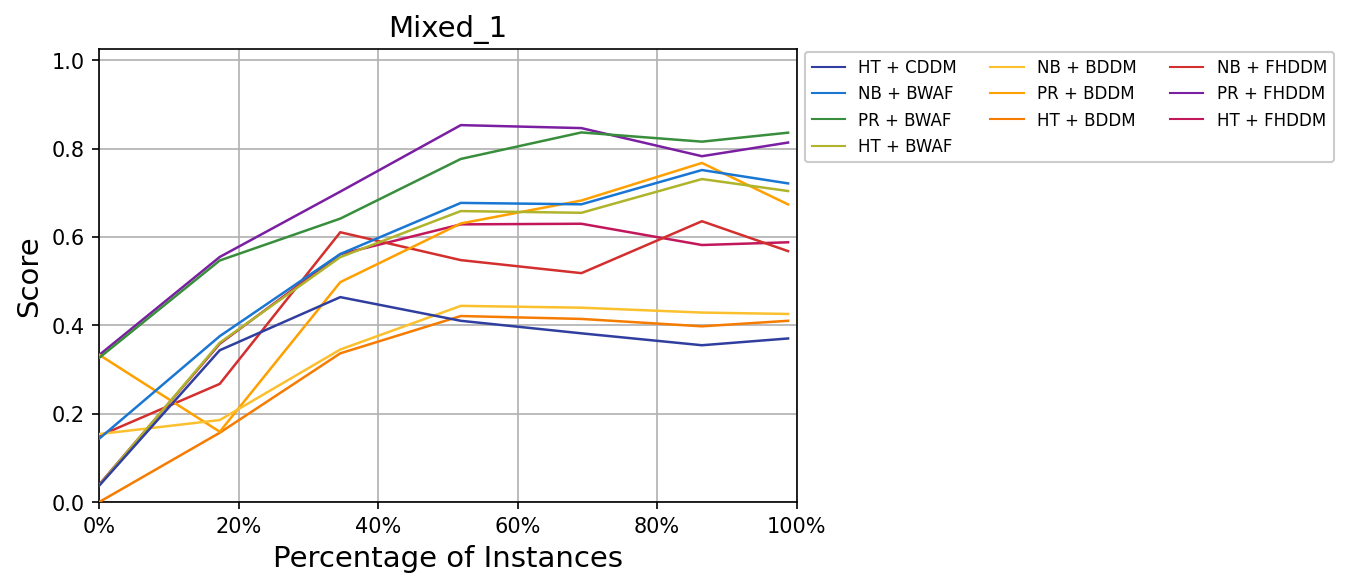 Mixed_1
1.0
0.8
0.6
0.4
0.2
0.0
Score
0%
20%
40%
60%
80%
100%
Percentage of Instances
HT + CDDM
NB + BWAF
PR + BWAF
HT + BWAF
NB + BDDM
PR + BDDM
HT + BDDM
NB + FHDDM
PR + FHDDM
HT + FHDDM